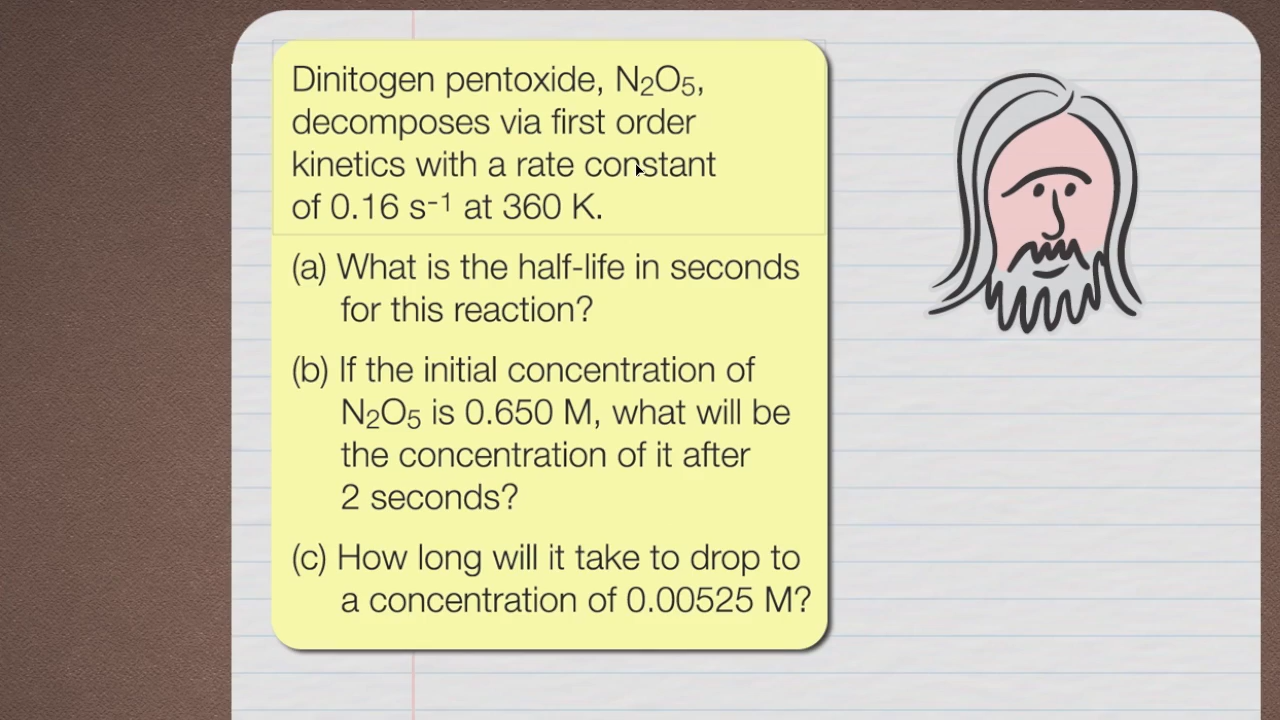 Dinitogen pentoxide, N₂O₅,
decomposes via first order
kinetics with a rate constant
of 0.16 s⁻¹ at 360 K.
(a) What is the half-life in seconds
for this reaction?
(b) If the initial concentration of
N₂O₅ is 0.650 M, what will be
the concentration of it after
2 seconds?
(c) How long will it take to drop to
a concentration of 0.00525 M?